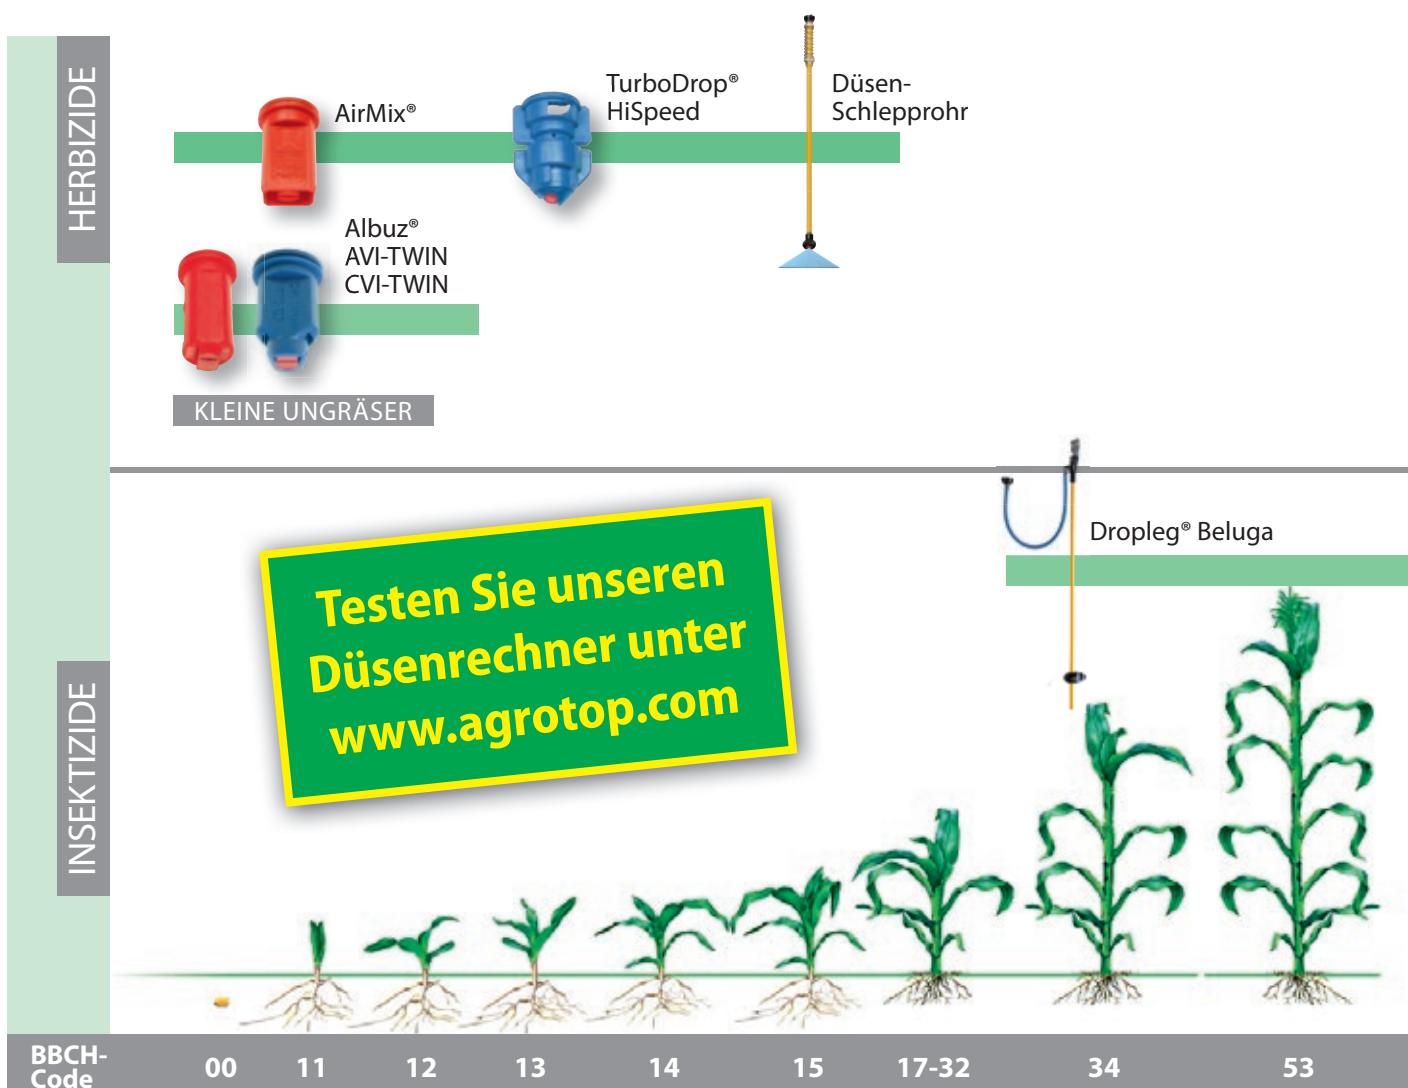 HERBIZIDE
AirMix®
TurboDrop®
HiSpeed
Düsen-
Schlepprohr
Albuz®
AVI-TWIN
CVI-TWIN
KLEINE UNGRÄSER
Dropleg® Beluga
INSEKTIZIDE
Testen Sie unseren
Düsenrechner unter
www.agrotop.com
BBCH-
Code
00 11 12 13 14 15 17-32 34 53